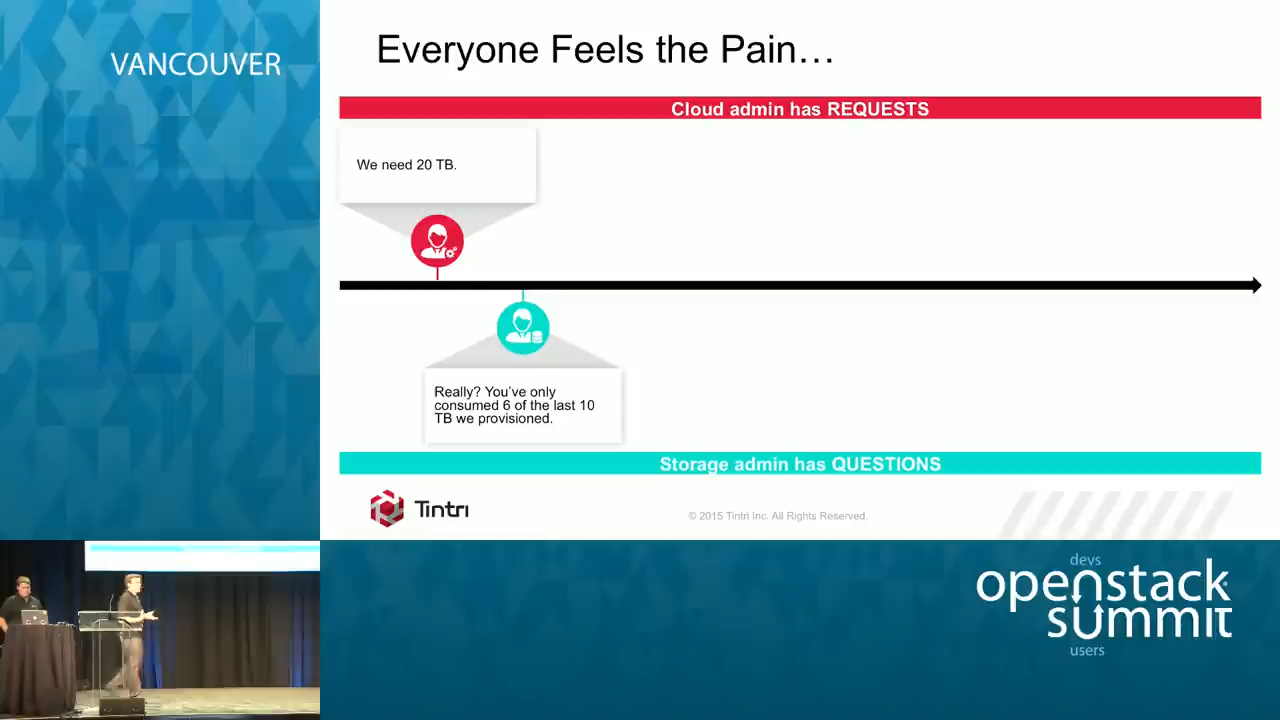 VANCOUVER
Everyone Feels the Pain…
Cloud admin has REQUESTS
We need 20 TB.
Really? You've only
consumed 6 of the last 10
TB we provisioned.
Storage admin has QUESTIONS
Tintri
© 2015 Tintri Inc. All Rights Reserved.
devs
openstack
summit
users